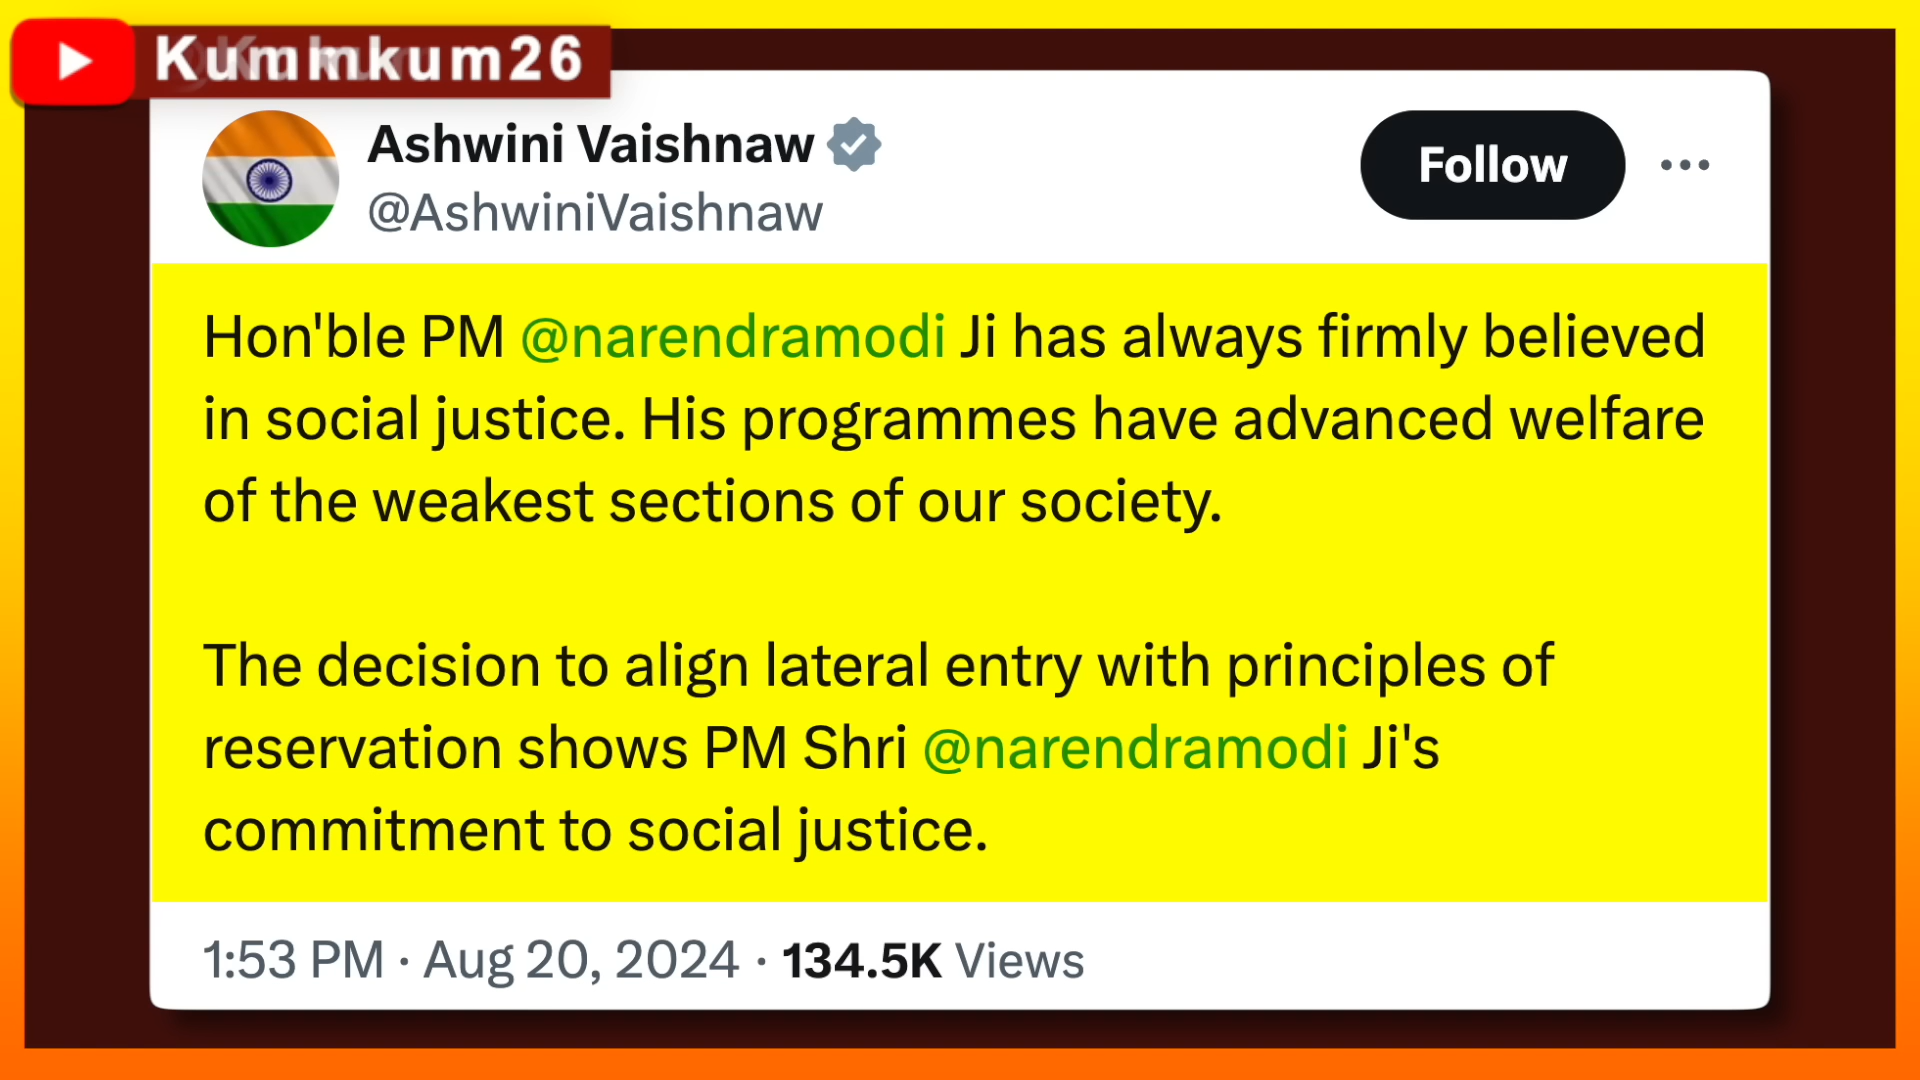 Ashwini Vaishnaw
@AshwiniVaishnaw
Follow
Hon'ble PM @narendramodi Ji has always firmly believed
in social justice. His programmes have advanced welfare
of the weakest sections of our society.
The decision to align lateral entry with principles of
reservation shows PM Shri @narendramodi Ji's
commitment to social justice.
1:53 PM · Aug 20, 2024 · 134.5K Views